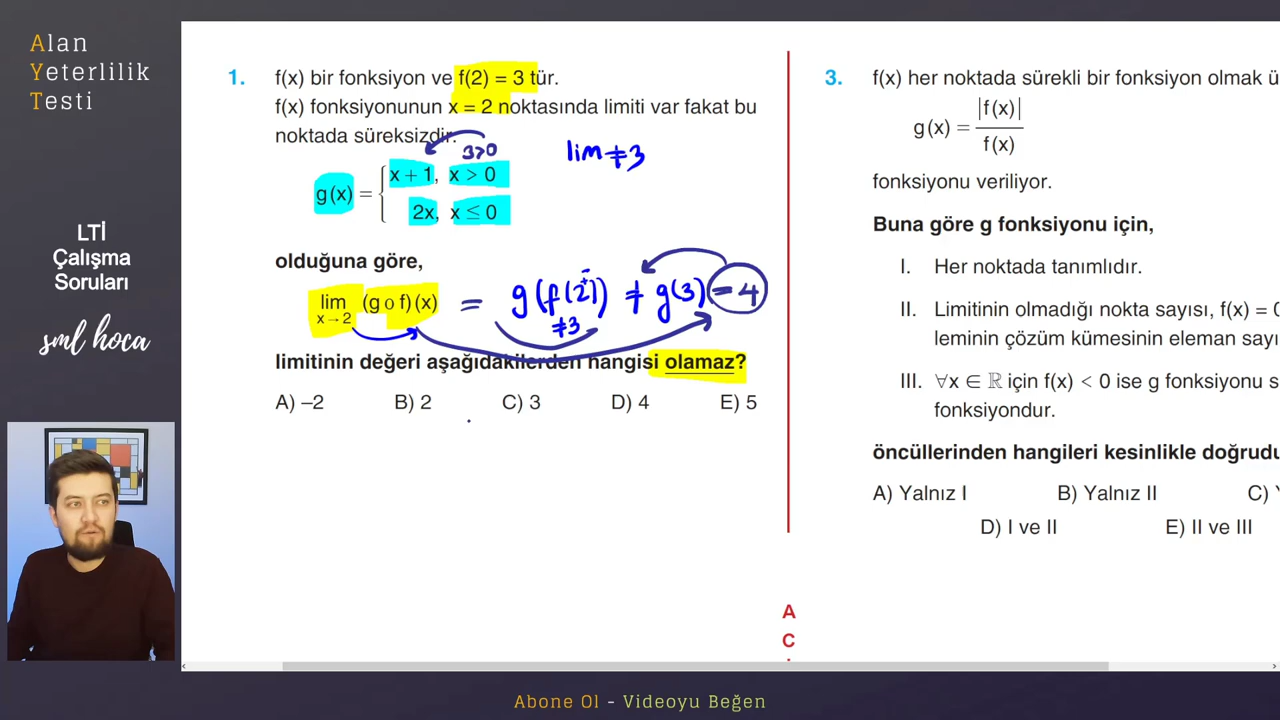 Alan
Yeterlilik
Testi
LTİ
Çalışma
Soruları
sml hoca
1. f(x) bir fonksiyon ve f(2) = 3 tür.
f(x) fonksiyonunun x = 2 noktasında limiti var fakat bu
noktada süreksizdir.
3>0
lim ≠ 3
g(x) = { x + 1, x > 0
2x, x ≤ 0
olduğuna göre,
lim x→2 (g o f)(x) = g(f(2⁺)) ≠ g(3) = 4
≠3
limitinin değeri aşağıdakilerden hangisi olamaz?
A) –2 B) 2 C) 3 D) 4 E) 5
3. f(x) her noktada sürekli bir fonksiyon olmak ü
g(x) = |f(x)| / f(x)
fonksiyonu veriliyor.
Buna göre g fonksiyonu için,
I. Her noktada tanımlıdır.
II. Limitinin olmadığı nokta sayısı, f(x) = 0
leminin çözüm kümesinin eleman sayı
III. ∀x ∈ ℝ için f(x) < 0 ise g fonksiyonu s
fonksiyondur.
öncüllerinden hangileri kesinlikle doğrudu
A) Yalnız I B) Yalnız II C) Y
D) I ve II E) II ve III
A
C
Abone Ol - Videoyu Beğen